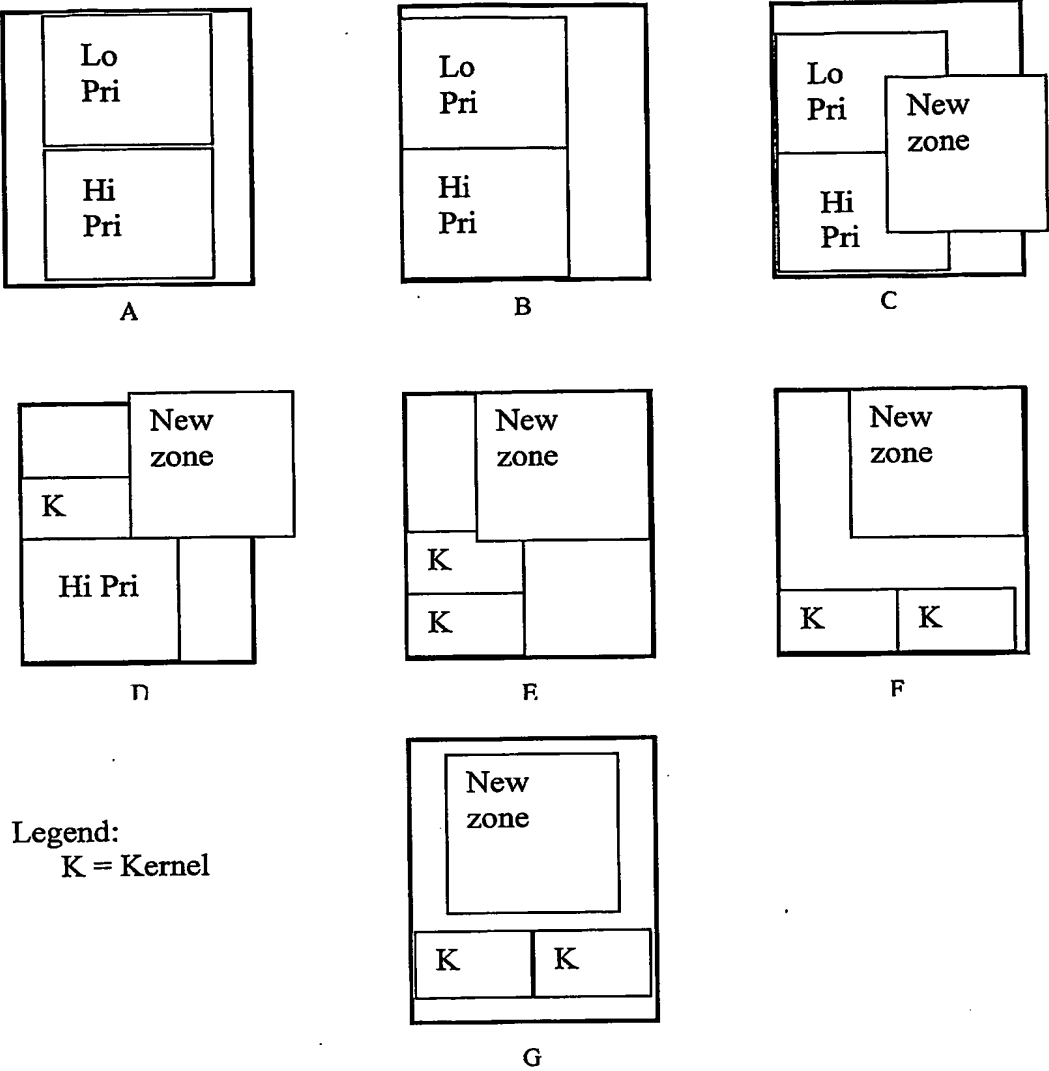 Lo
Pri
Hi
Pri
A
Lo
Pri
Hi
Pri
B
Lo
Pri
New
zone
Hi
Pri
C
New
zone
K
Hi Pri
D
New
zone
K
K
E
New
zone
K
K
F
New
zone
K
K
G
Legend:
K = Kernel